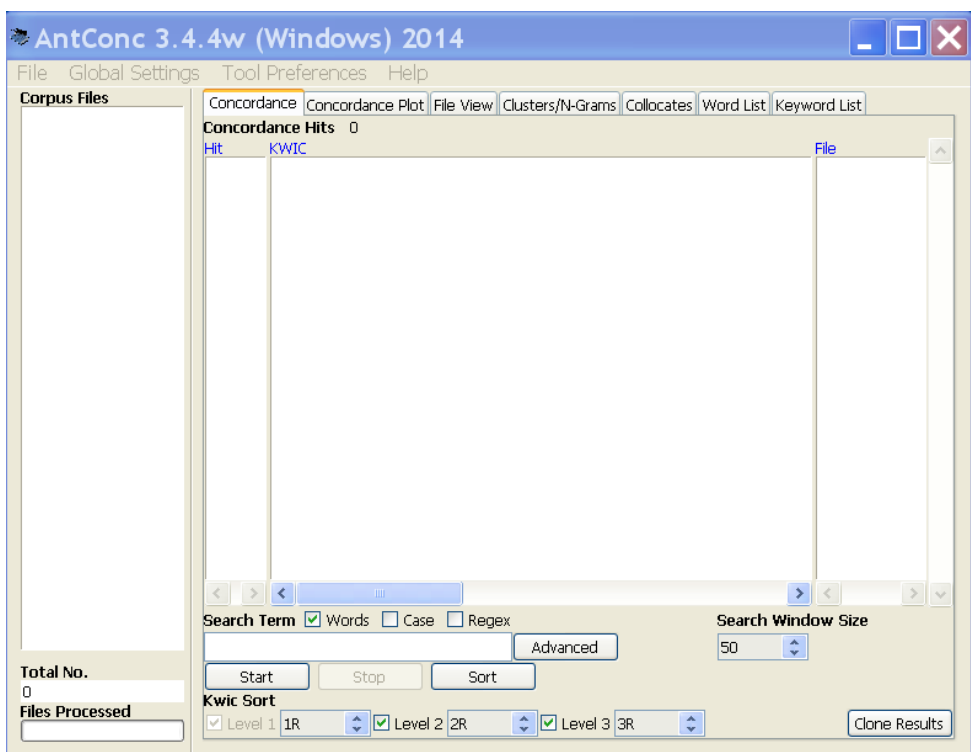 AntConc 3.4.4w (Windows) 2014
File Global Settings Tool Preferences Help
Corpus Files
Concordance Concordance Plot File View Clusters/N-Grams Collocates Word List Keyword List
Concordance Hits 0
Hit KWIC File
Search Term Words Case Regex Search Window Size
Advanced 50
Total No.
0
Start Stop Sort
Files Processed
Kwic Sort
Level 1 1R Level 2 2R Level 3 3R Clone Results